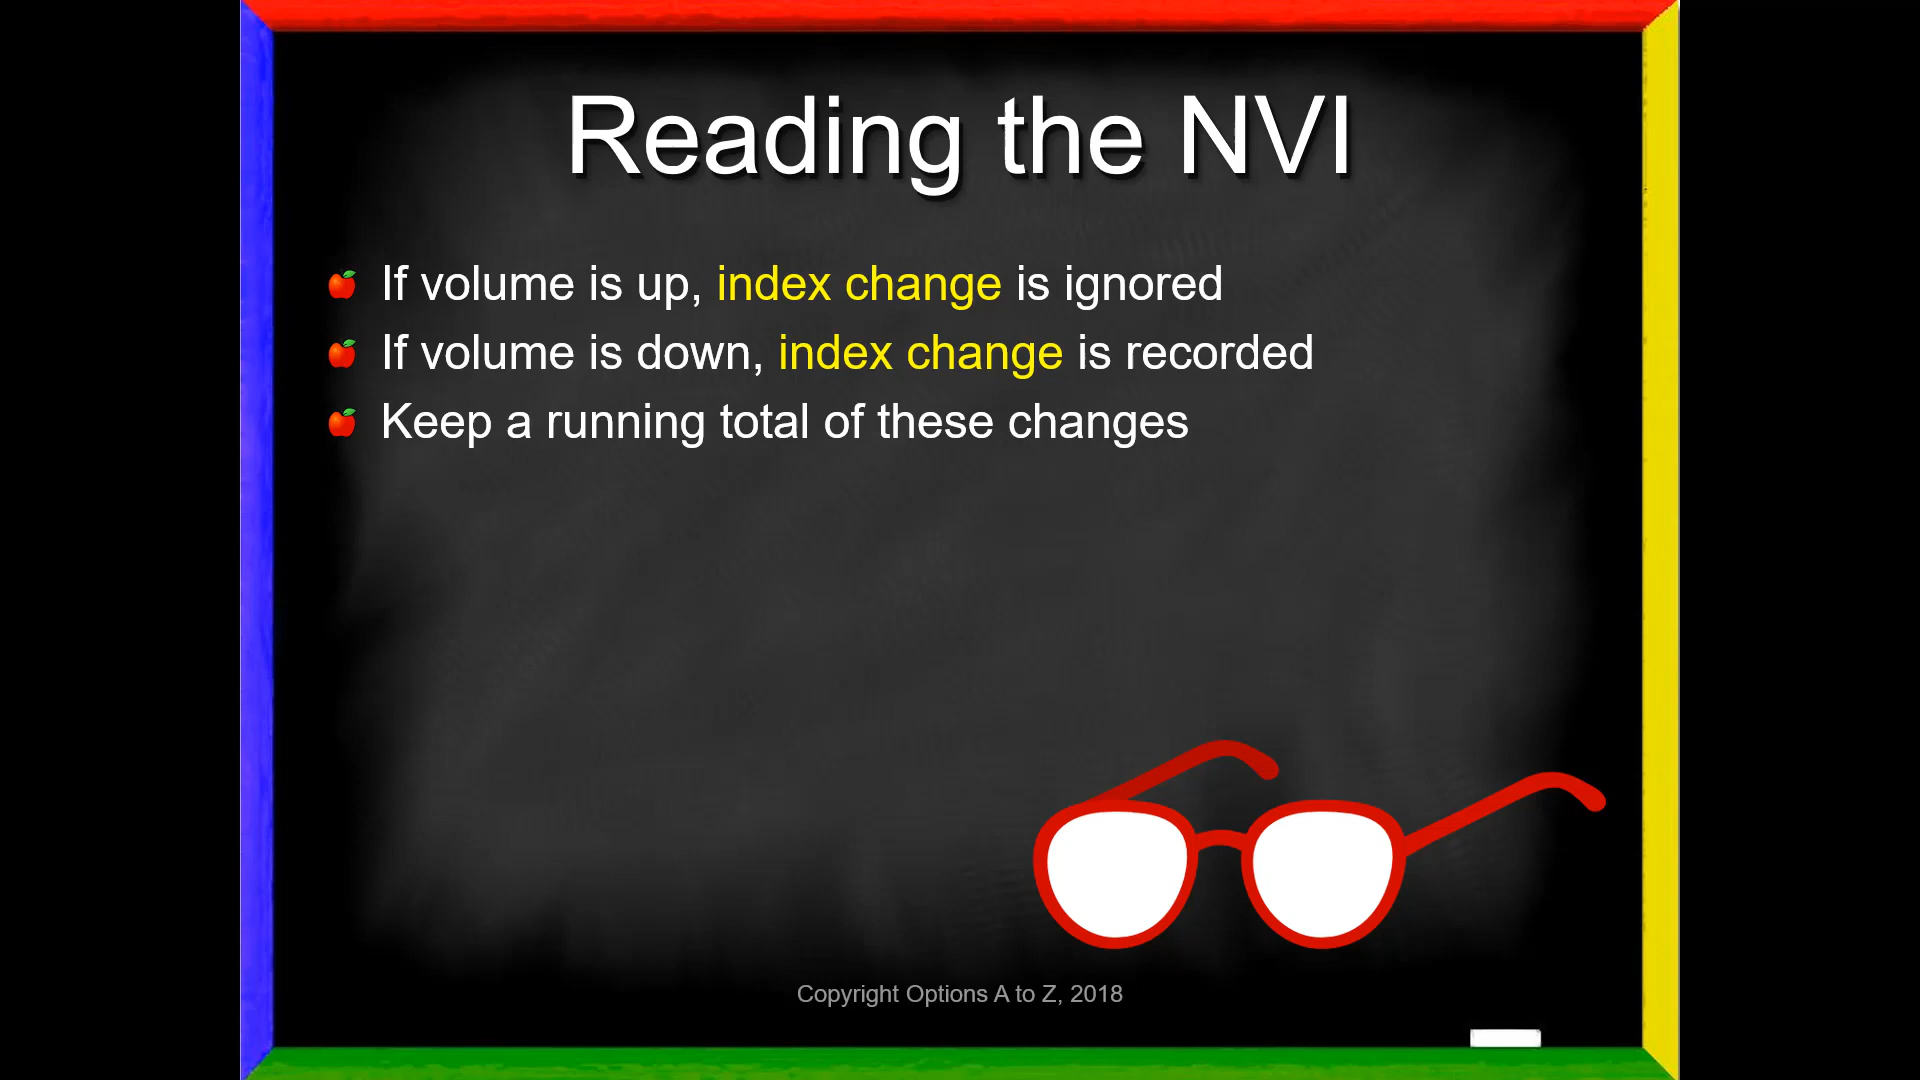 Reading the NVI
If volume is up, index change is ignored
If volume is down, index change is recorded
Keep a running total of these changes
Copyright Options A to Z, 2018